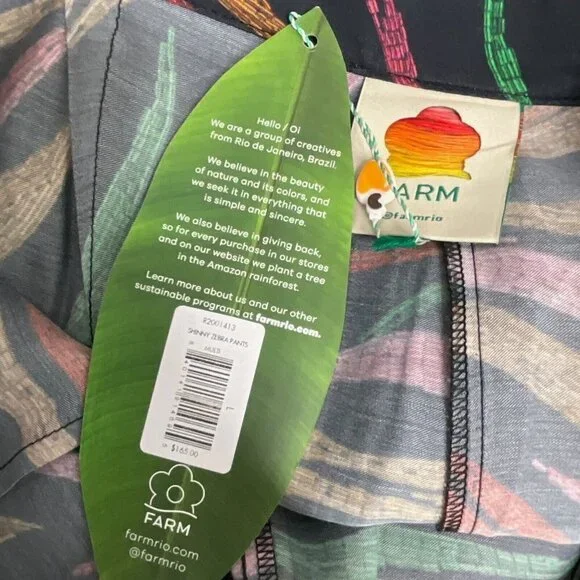 Hello / Oi
We are a group of creatives
from Rio de Janeiro, Brazil.
We believe in the beauty
of nature and its colors, and
we seek it in everything that
is simple and sincere.
We also believe in giving back,
so for every purchase in our stores
and on our website we plant a tree
in the Amazon rainforest.
Learn more about us and our other
sustainable programs at farmrio.com.
R2001413
SHINNY ZEBRA PANTS
MULTI
L
$165.00
FARM
farmrio.com
@farmrio
FARM
@farmrio